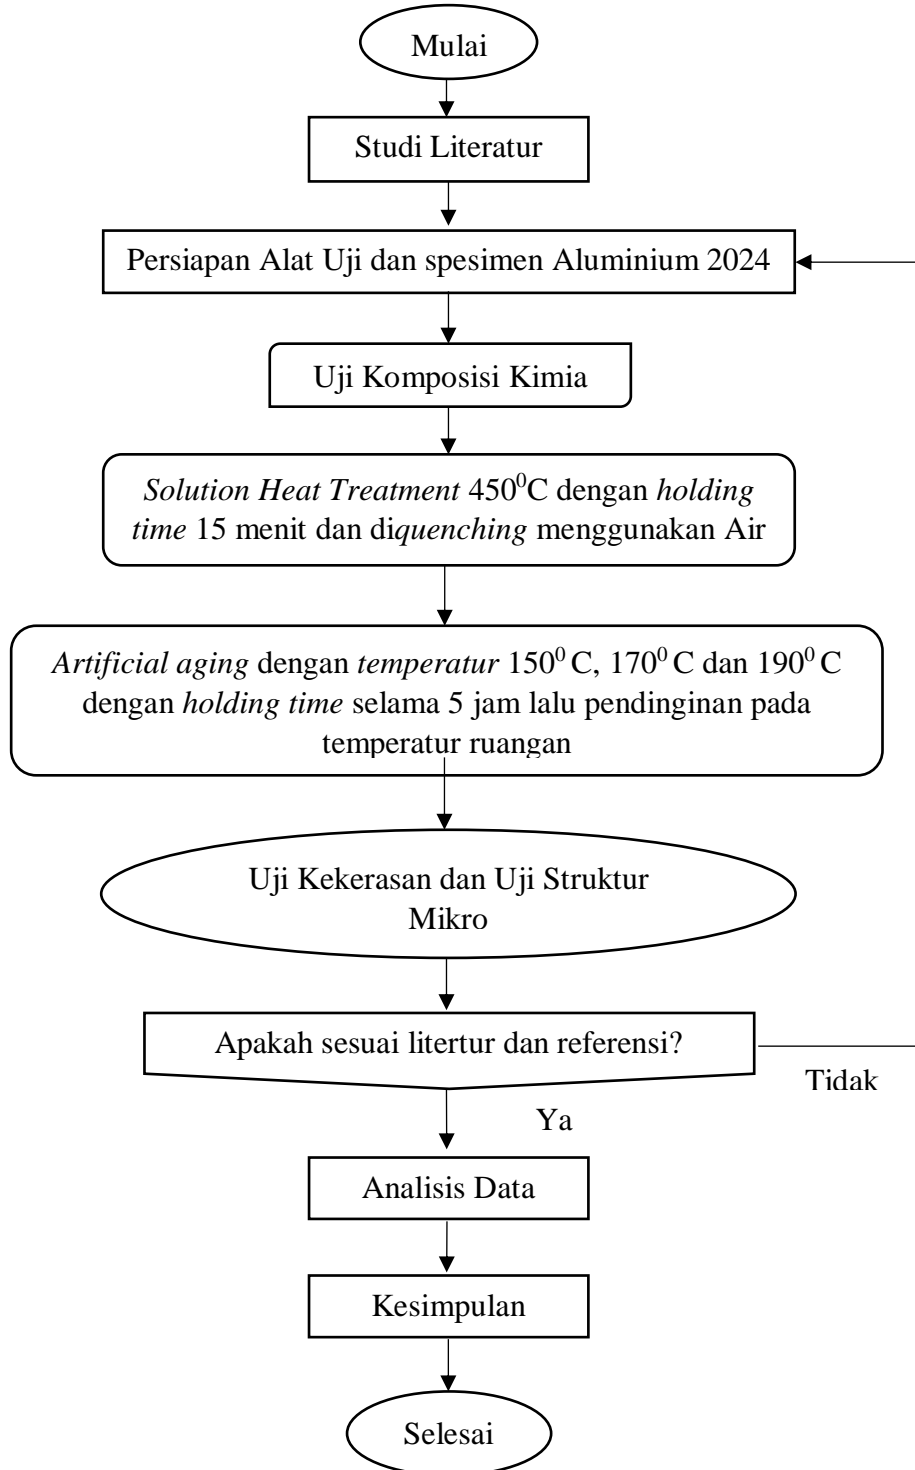 Mulai
Studi Literatur
Persiapan Alat Uji dan spesimen Aluminium 2024
Uji Komposisi Kimia
Solution Heat Treatment 450⁰C dengan holding
time 15 menit dan diquenching menggunakan Air
Artificial aging dengan temperatur 150⁰ C, 170⁰ C dan 190⁰ C
dengan holding time selama 5 jam lalu pendinginan pada
temperatur ruangan
Uji Kekerasan dan Uji Struktur
Mikro
Apakah sesuai litertur dan referensi?
Tidak
Ya
Analisis Data
Kesimpulan
Selesai